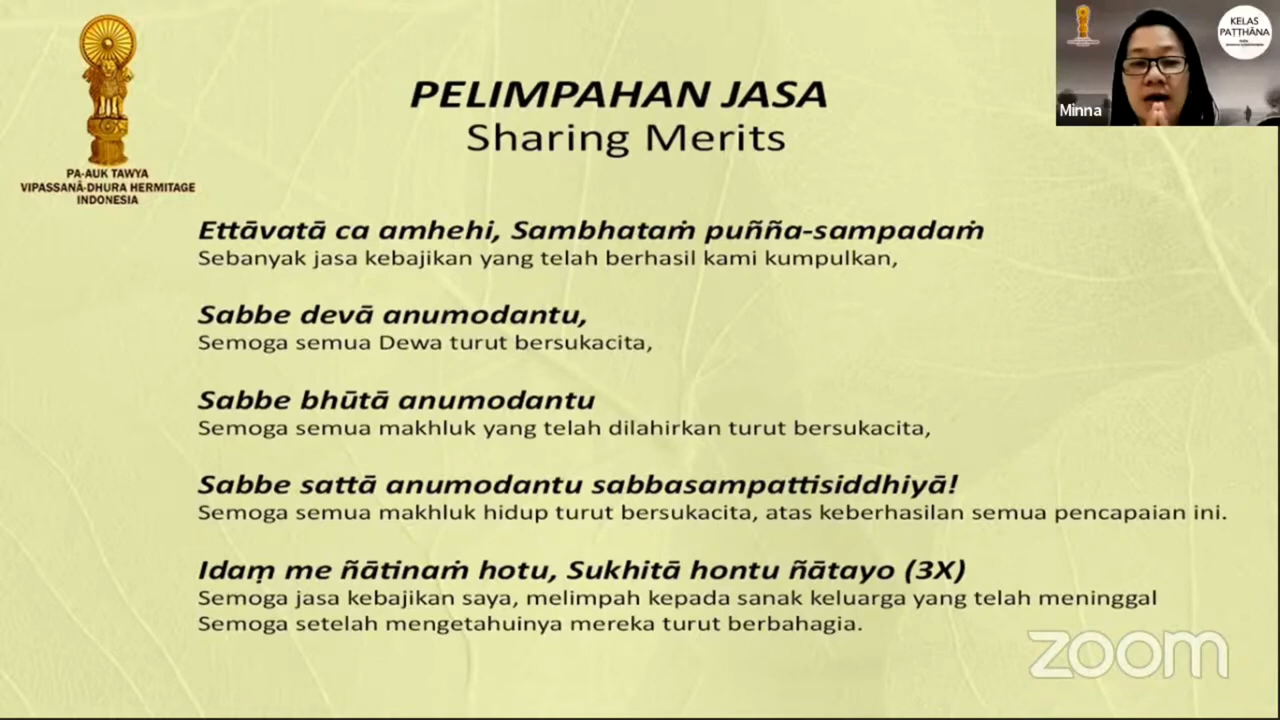 PA-AUK TAWYA
VIPASSANĀ-DHURA HERMITAGE
INDONESIA
PELIMPAHAN JASA
Sharing Merits
Ettāvatā ca amhehi, Sambhataṁ puñña-sampadaṁ
Sebanyak jasa kebajikan yang telah berhasil kami kumpulkan,
Sabbe devā anumodantu,
Semoga semua Dewa turut bersukacita,
Sabbe bhūtā anumodantu
Semoga semua makhluk yang telah dilahirkan turut bersukacita,
Sabbe sattā anumodantu sabbasampattisiddhiyā!
Semoga semua makhluk hidup turut bersukacita, atas keberhasilan semua pencapaian ini.
Idaṃ me ñātinaṁ hotu, Sukhitā hontu ñātayo (3X)
Semoga jasa kebajikan saya, melimpah kepada sanak keluarga yang telah meninggal
Semoga setelah mengetahuinya mereka turut berbahagia.
KELAS
PATTHĀNA
Minna
zoom